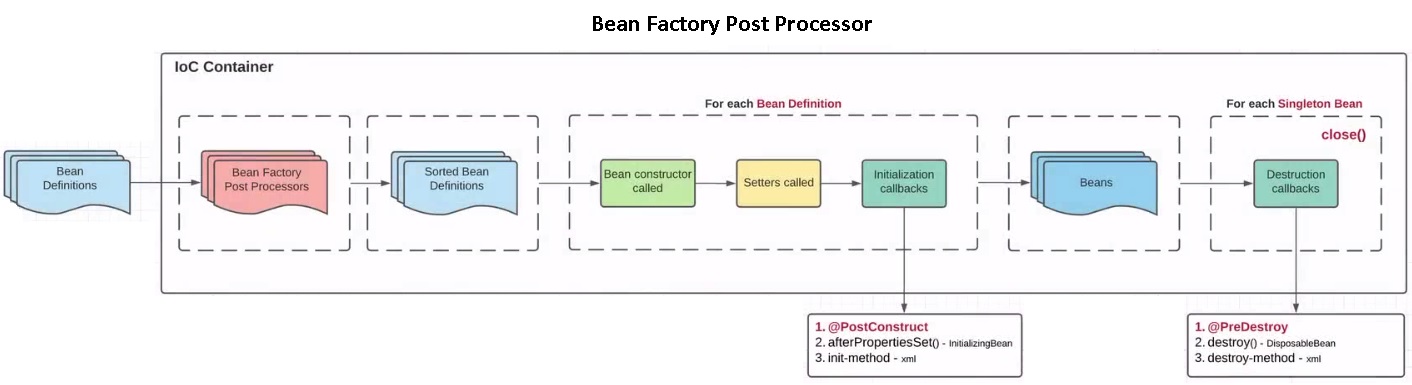 Bean Factory Post Processor
IoC Container
For each Bean Definition
For each Singleton Bean
close()
Bean
Definitions
Bean Factory
Post Processors
Sorted Bean
Definitions
Bean constructor
called
Setters called
Initialization
callbacks
Beans
Destruction
callbacks
1. @PostConstruct
2. afterPropertiesSet() - InitializingBean
3. init-method - xml
1. @PreDestroy
2. destroy() - DisposableBean
3. destroy-method - xml